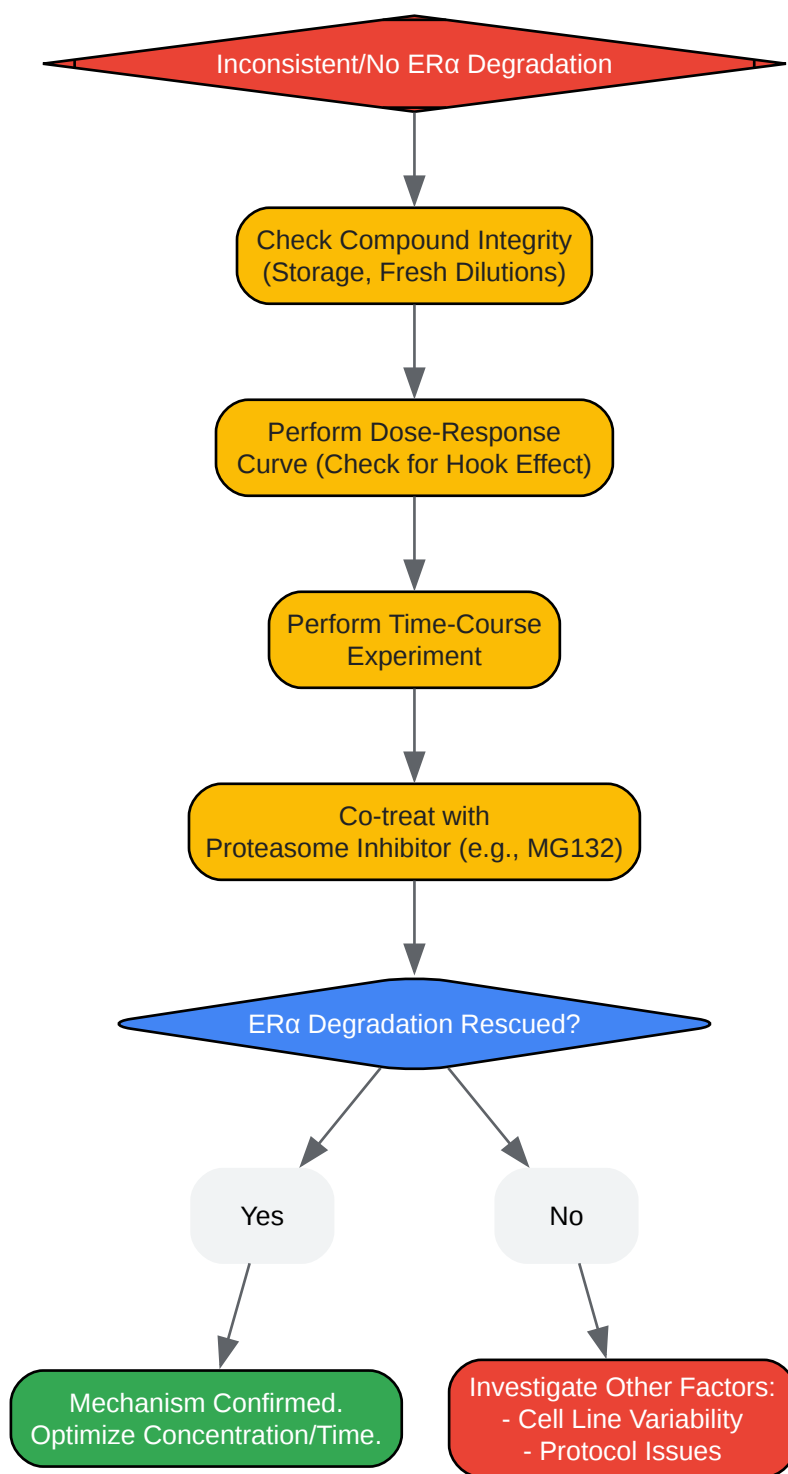 Inconsistent/No ERα Degradation
Check Compound Integrity
(Storage, Fresh Dilutions)
Perform Dose-Response
Curve (Check for Hook Effect)
Perform Time-Course
Experiment
Co-treat with
Proteasome Inhibitor (e.g., MG132)
ERα Degradation Rescued?
Yes
No
Mechanism Confirmed.
Optimize Concentration/Time.
Investigate Other Factors:
- Cell Line Variability
- Protocol Issues